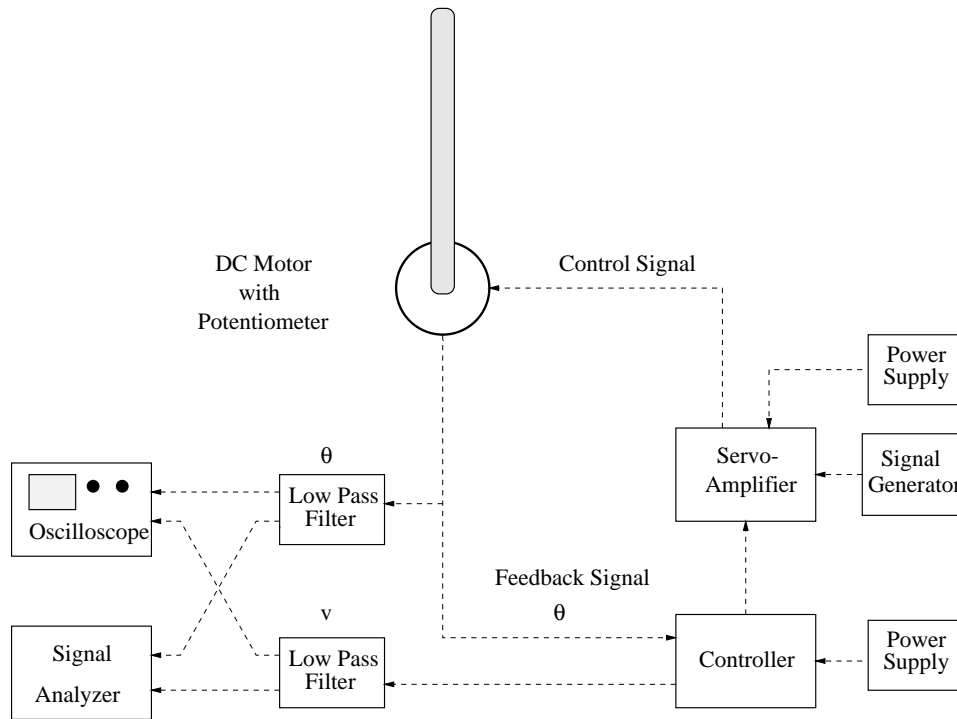 DC Motor
with
Potentiometer
Control Signal
Power
Supply
θ
Servo-
Amplifier
Signal
Generator
Low Pass
Filter
Oscilloscope
Feedback Signal
θ
v
Signal
Analyzer
Low Pass
Filter
Controller
Power
Supply